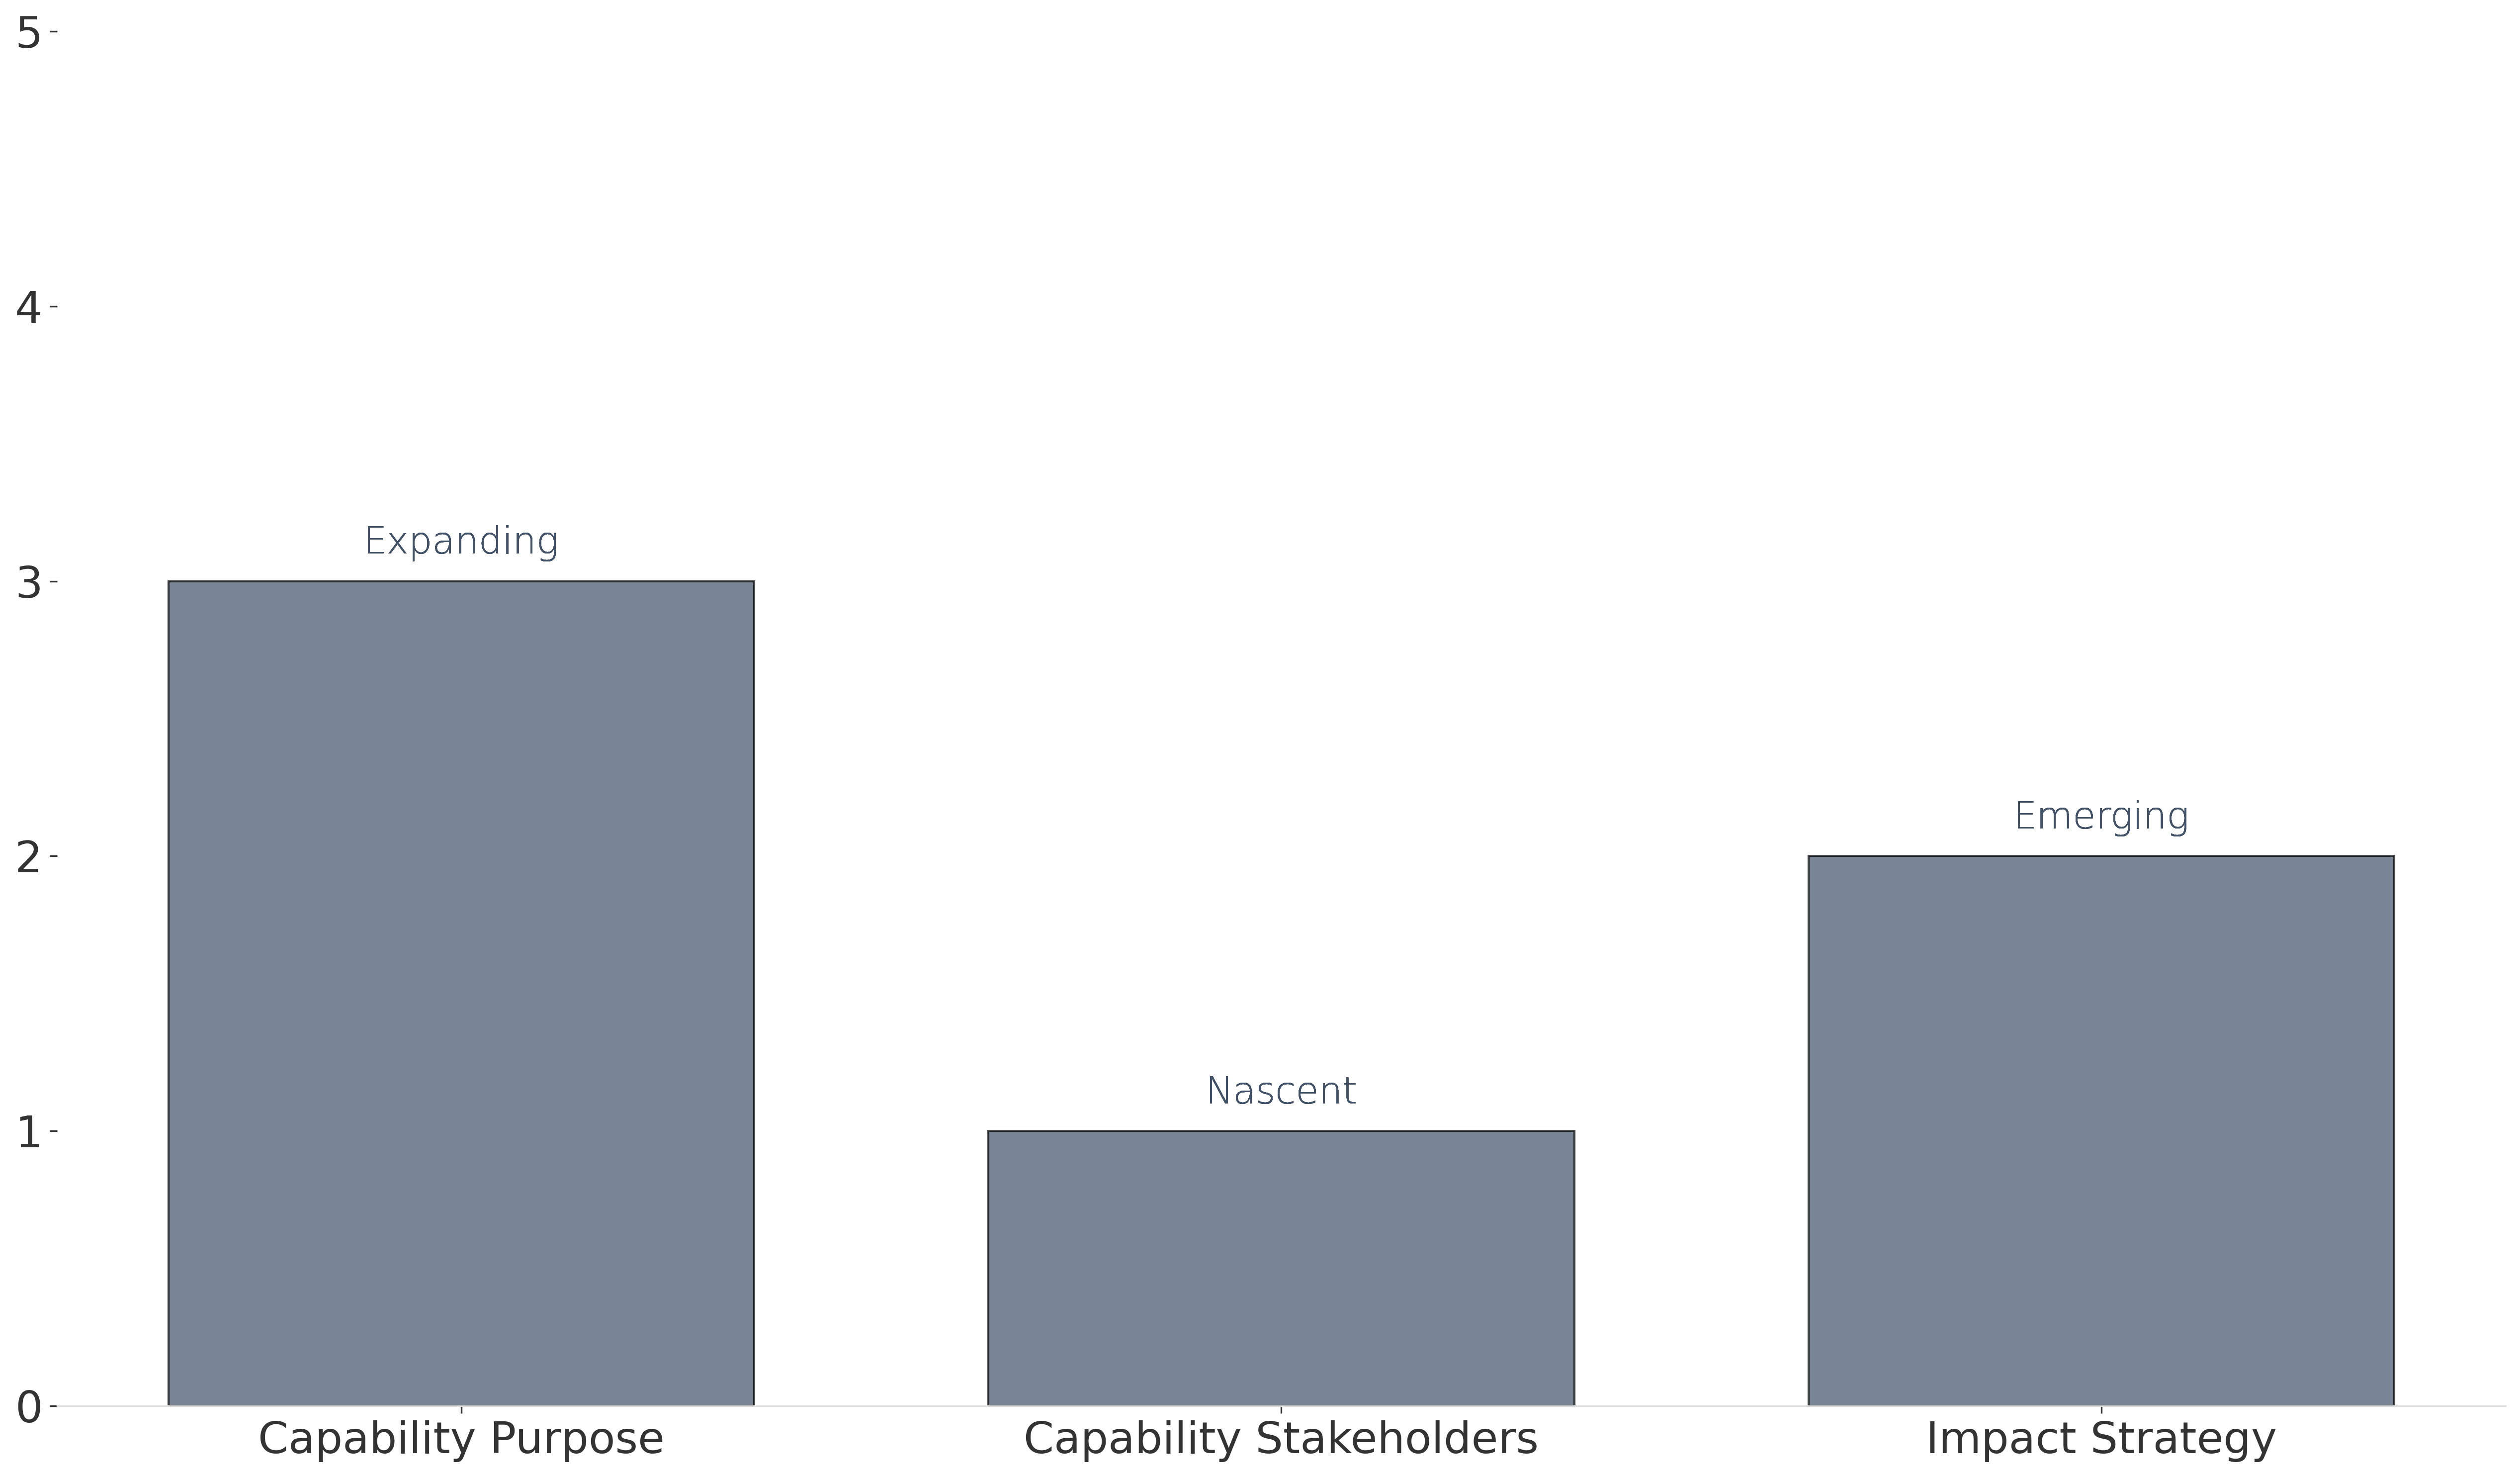 5
4
Expanding
3
Emerging
2
Nascent
1
0
Capability Purpose Capability Stakeholders Impact Strategy